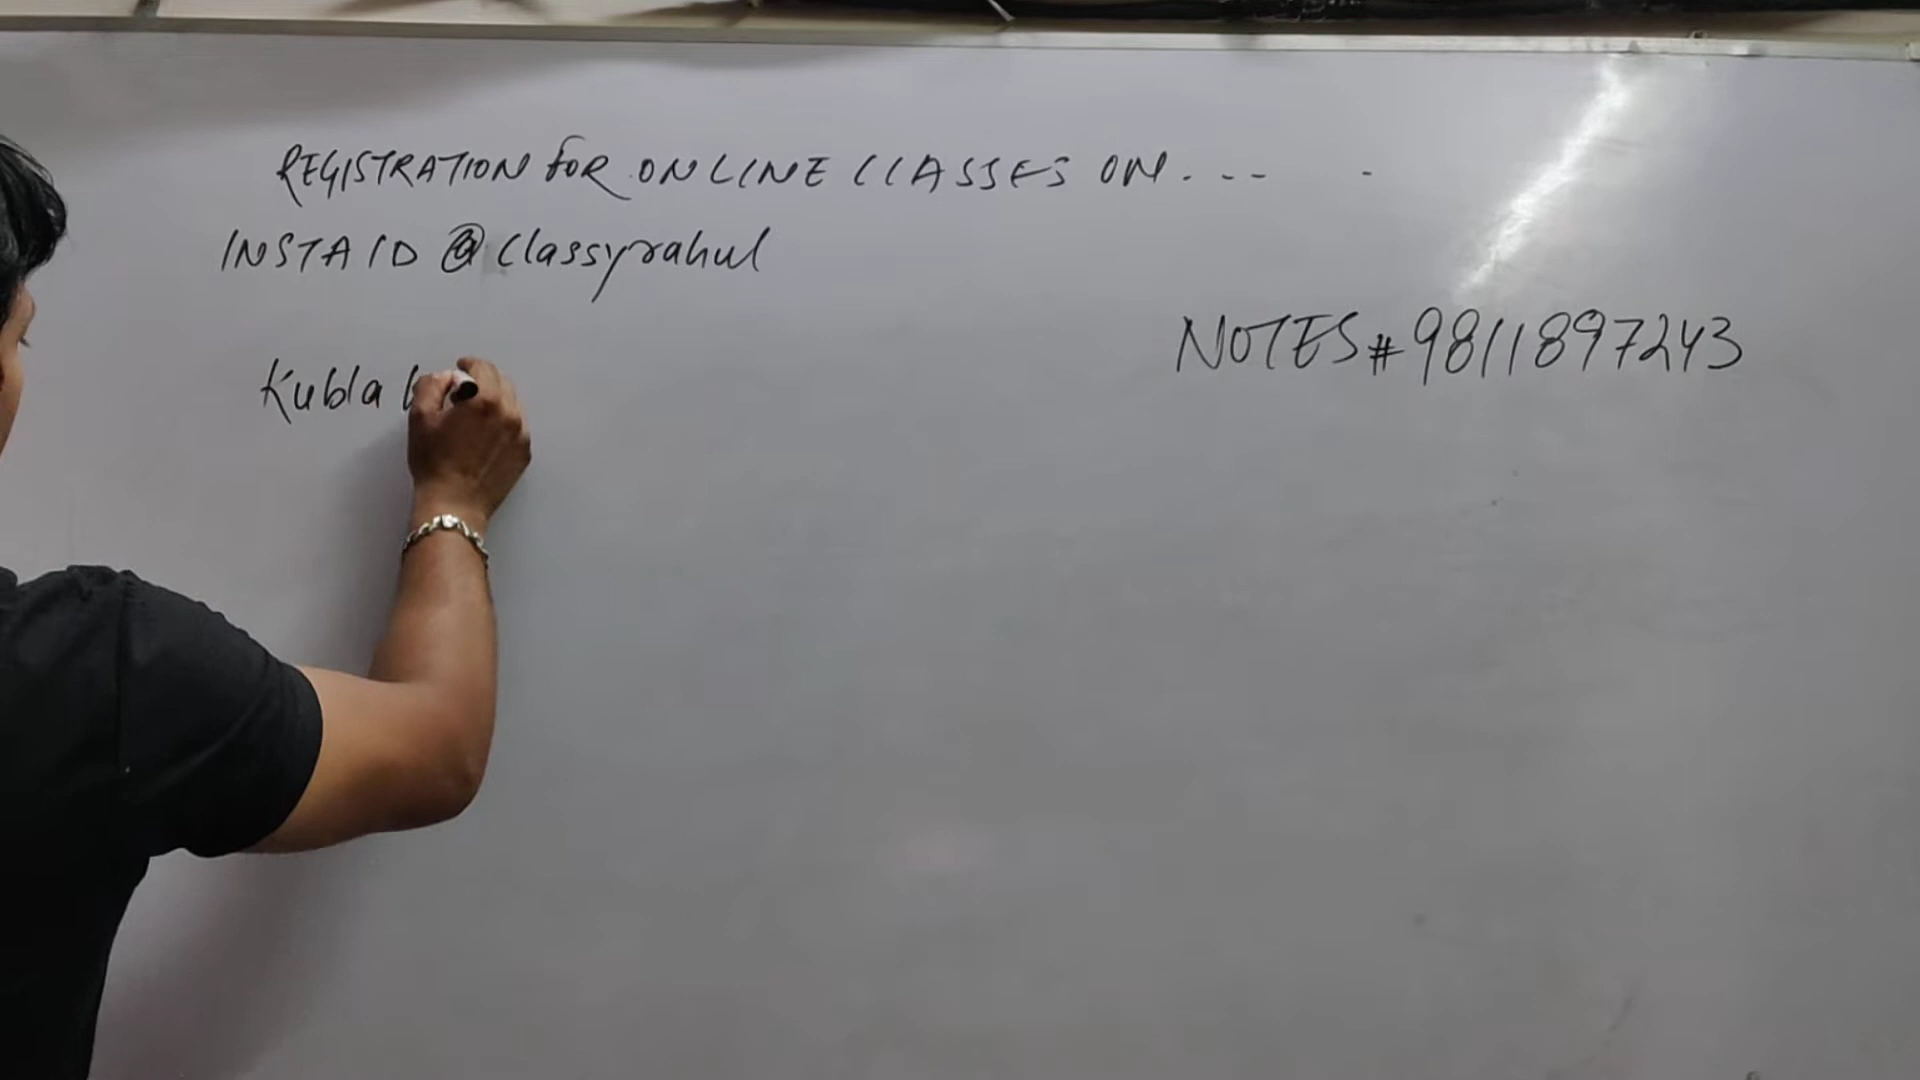 REGISTRATION FOR ONLINE CLASSES ON . - - -
INSTA ID @ Classyrahul
NOTES # 9811897243
Kubla